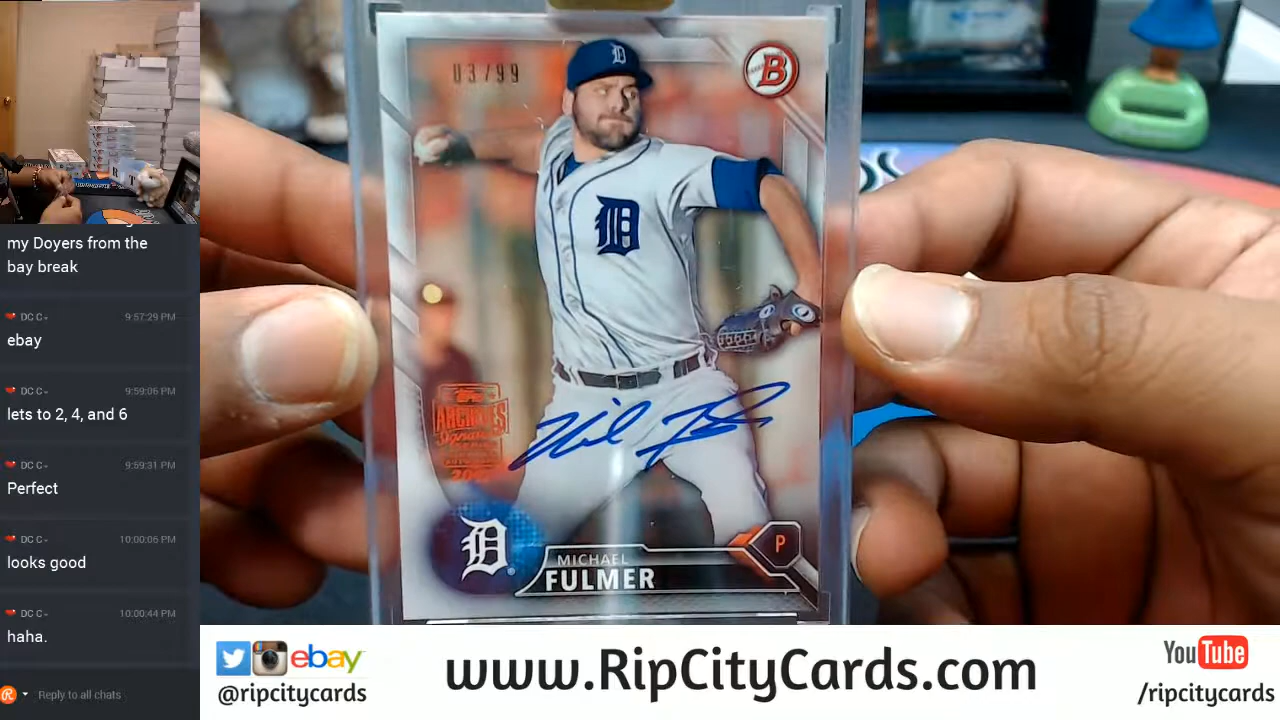 my Doyers from the
bay break
DC C
9:57:29 PM
ebay
DC C
9:59:06 PM
lets to 2, 4, and 6
DC C
9:59:31 PM
Perfect
DC C
10:00:06 PM
looks good
DC C
10:00:44 PM
haha.
Reply to all chats
03/99
B
D
D
TOPPS
ARCHIVES
Signature
D
MICHAEL
FULMER
P
ebay
@ripcitycards
www.RipCityCards.com
YouTube
/ripcitycards